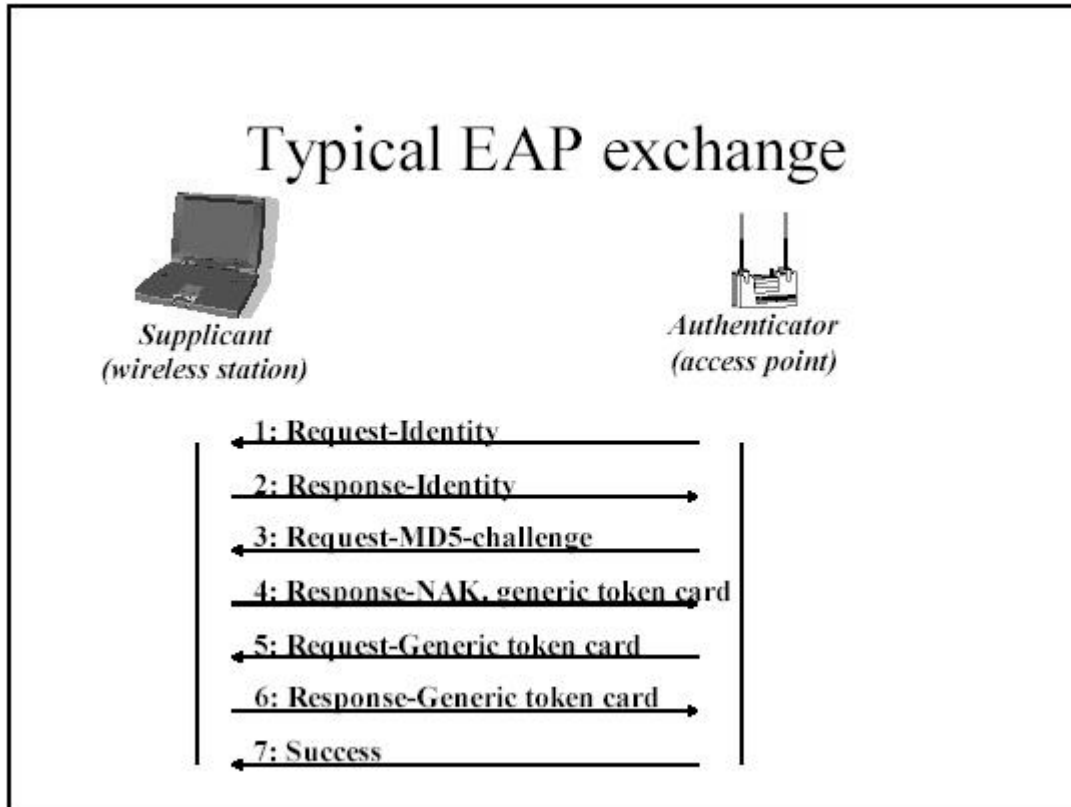 Typical EAP exchange
Supplicant
(wireless station)
Authenticator
(access point)
1: Request-Identity
2: Response-Identity
3: Request-MD5-challenge
4: Response-NAK, generic token card
5: Request-Generic token card
6: Response-Generic token card
7: Success